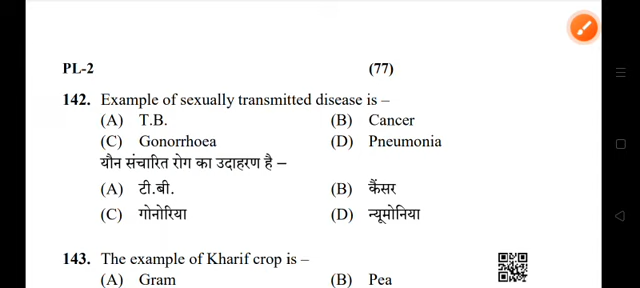 PL-2 (77)
142. Example of sexually transmitted disease is –
(A) T.B. (B) Cancer
(C) Gonorrhoea (D) Pneumonia
यौन संचारित रोग का उदाहरण है –
(A) टी.बी. (B) कैंसर
(C) गोनोरिया (D) न्यूमोनिया
143. The example of Kharif crop is –
(A) Gram (B) Pea